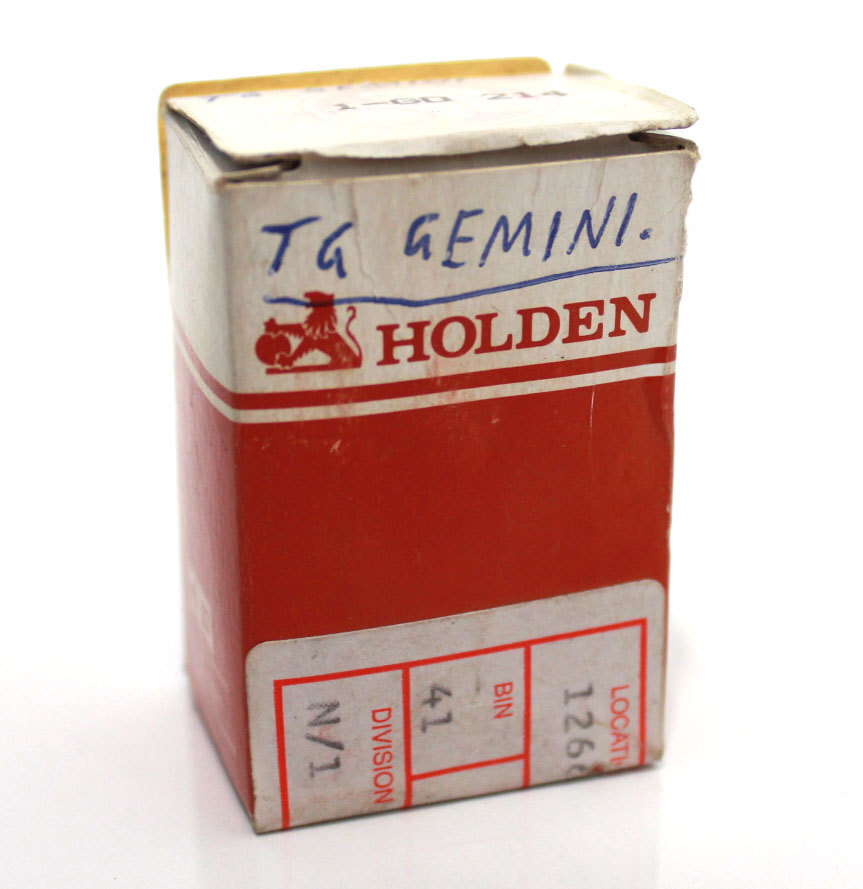 1-GD 214
TG GEMINI.
HOLDEN
LOCATI
126
BIN
41
DIVISION
N/1